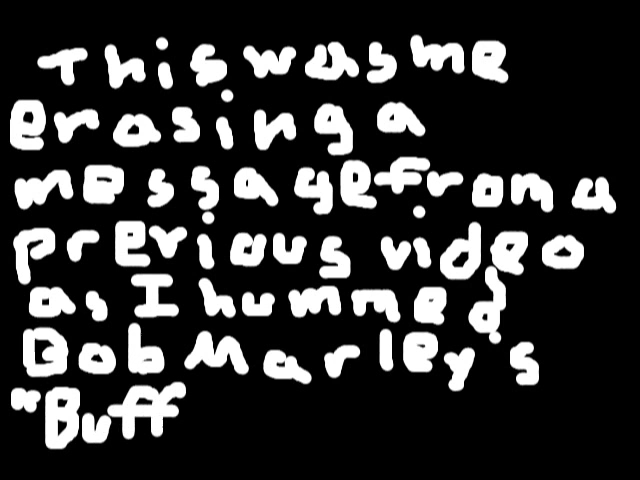 This was me
erasing a
message from a
previous video
as I hummed
Bob Marley's
"Buff